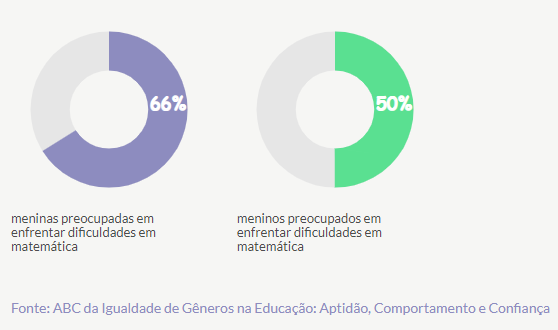 66%
50%
meninas preocupadas em
enfrentar dificuldades em
matemática
meninos preocupados em
enfrentar dificuldades em
matemática
Fonte: ABC da Igualdade de Gêneros na Educação: Aptidão, Comportamento e Confiança